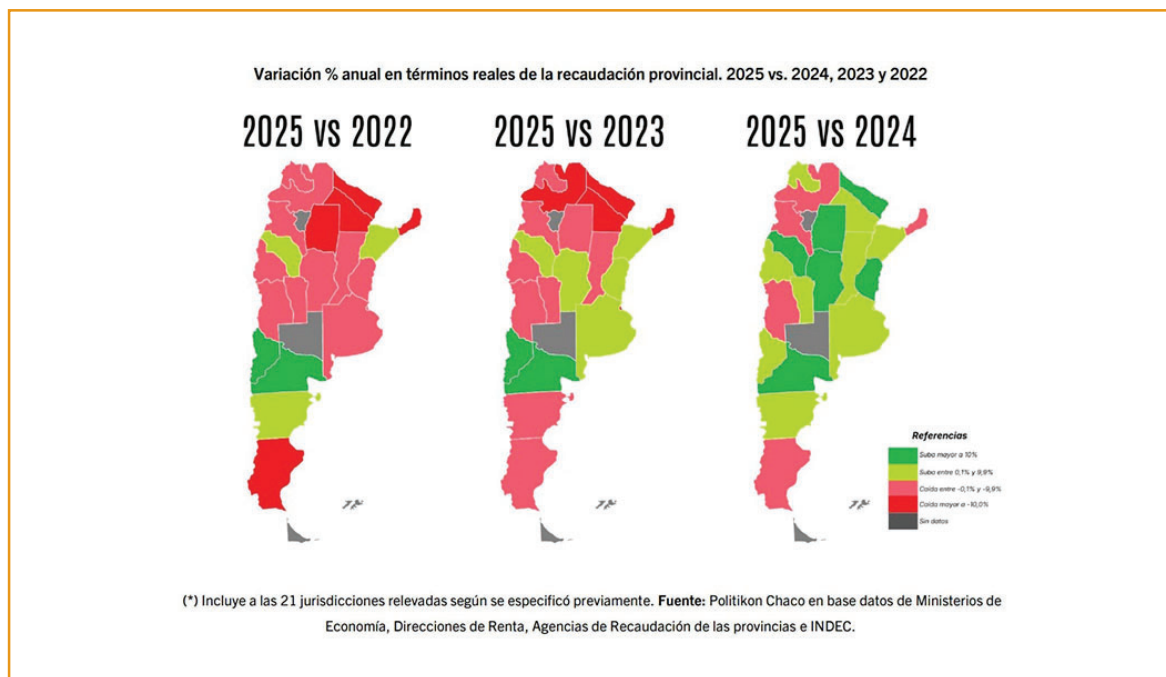 Variación % anual en términos reales de la recaudación provincial. 2025 vs. 2024, 2023 y 2022
2025 vs 2022
2025 vs 2023
2025 vs 2024
Referencias
Suba mayor a 10%
Suba entre 0,1% y 9,9%
Caída entre -0,1% y -9,9%
Caída mayor a -10,0%
Sin datos
(*) Incluye a las 21 jurisdicciones relevadas según se especificó previamente. Fuente: Politikon Chaco en base datos de Ministerios de
Economía, Direcciones de Renta, Agencias de Recaudación de las provincias e INDEC.